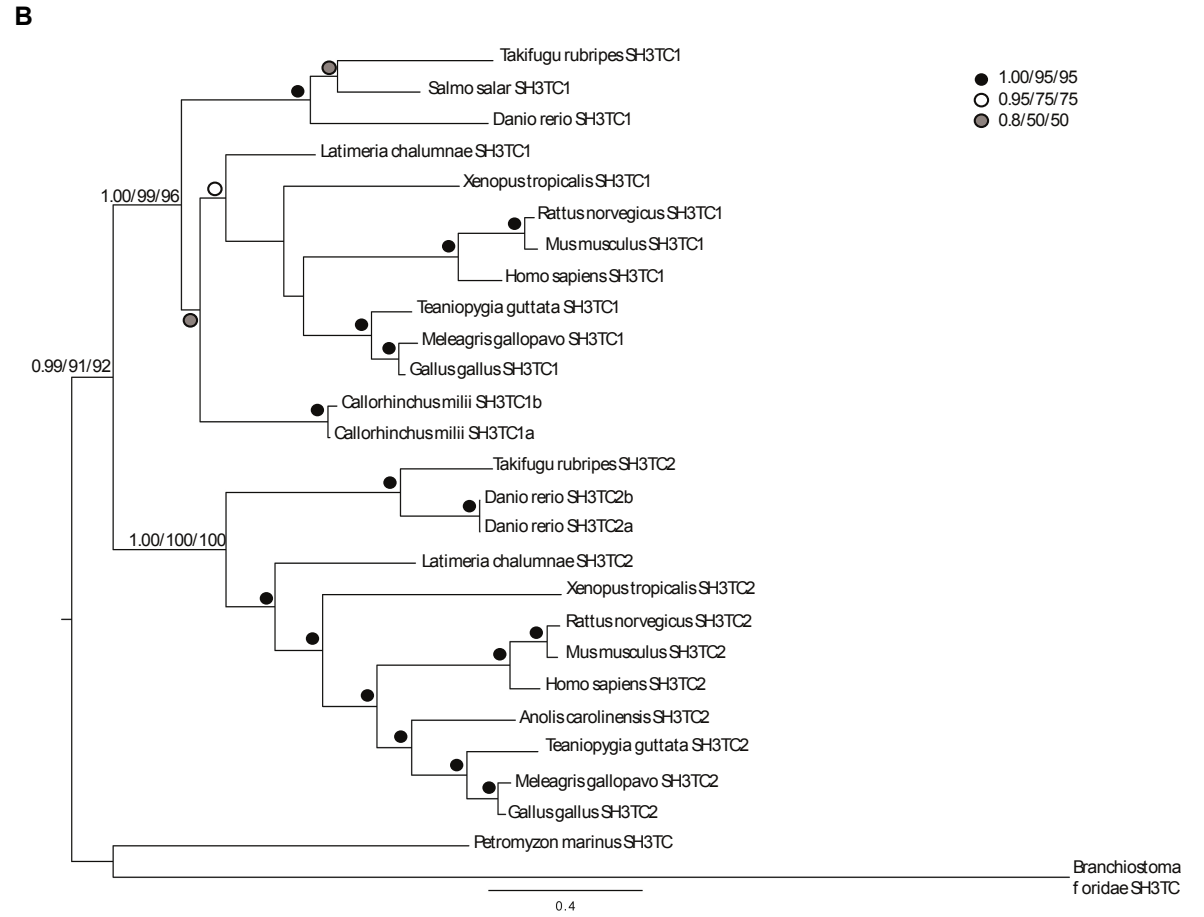 B
Takifugu rubripes SH3TC1
Salmo salar SH3TC1
Danio rerio SH3TC1
Latimeria chalumnae SH3TC1
Xenopus tropicalis SH3TC1
Rattus norvegicus SH3TC1
Mus musculus SH3TC1
Homo sapiens SH3TC1
Teaniopygia guttata SH3TC1
Meleagris gallopavo SH3TC1
Gallus gallus SH3TC1
Callorhinchus milii SH3TC1b
Callorhinchus milii SH3TC1a
Takifugu rubripes SH3TC2
Danio rerio SH3TC2b
Danio rerio SH3TC2a
Latimeria chalumnae SH3TC2
Xenopus tropicalis SH3TC2
Rattus norvegicus SH3TC2
Mus musculus SH3TC2
Homo sapiens SH3TC2
Anolis carolinensis SH3TC2
Teaniopygia guttata SH3TC2
Meleagris gallopavo SH3TC2
Gallus gallus SH3TC2
Petromyzon marinus SH3TC
Branchiostoma
f oridae SH3TC
1.00/99/96
0.99/91/92
1.00/100/100
1.00/95/95
0.95/75/75
0.8/50/50
0.4